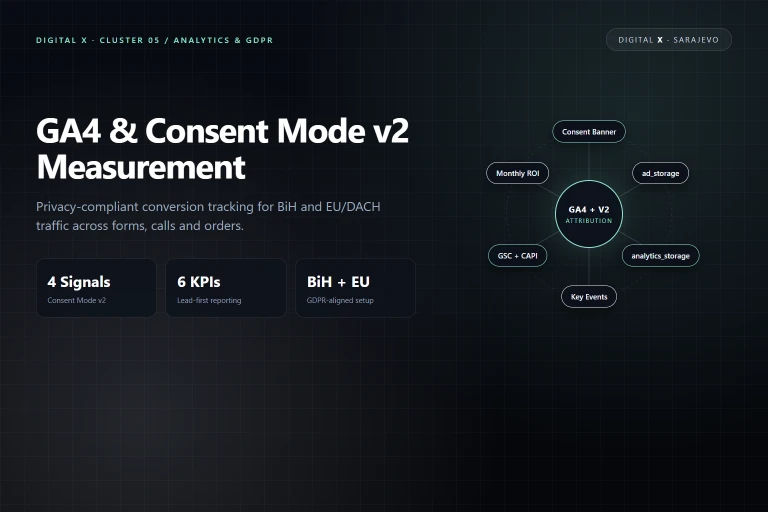 DIGITAL X · CLUSTER 05 / ANALYTICS & GDPR
DIGITAL X · SARAJEVO
GA4 & Consent Mode v2
Measurement
Privacy-compliant conversion tracking for BiH and EU/DACH
traffic across forms, calls and orders.
4 Signals
Consent Mode v2
6 KPIs
Lead-first reporting
BiH + EU
GDPR-aligned setup
Consent Banner
Monthly ROI
ad_storage
GA4 + V2
ATTRIBUTION
GSC + CAPI
analytics_storage
Key Events